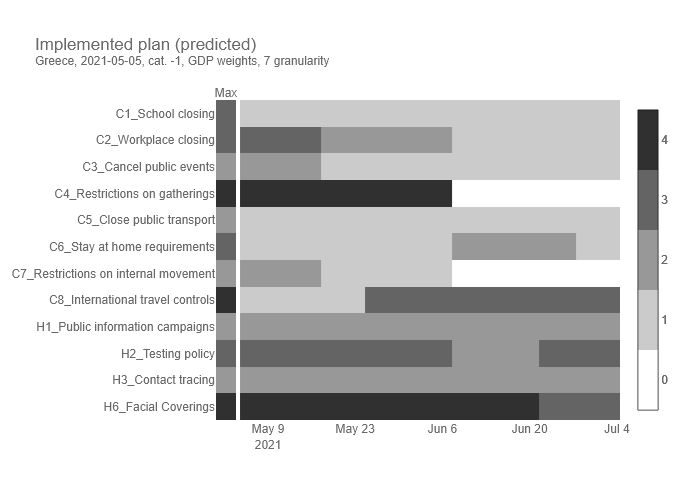 Implemented plan (predicted)
Greece, 2021-05-05, cat. -1, GDP weights, 7 granularity
Max
C1_School closing
C2_Workplace closing
C3_Cancel public events
C4_Restrictions on gatherings
C5_Close public transport
C6_Stay at home requirements
C7_Restrictions on internal movement
C8_International travel controls
H1_Public information campaigns
H2_Testing policy
H3_Contact tracing
H6_Facial Coverings
May 9
2021
May 23
Jun 6
Jun 20
Jul 4
4
3
2
1
0